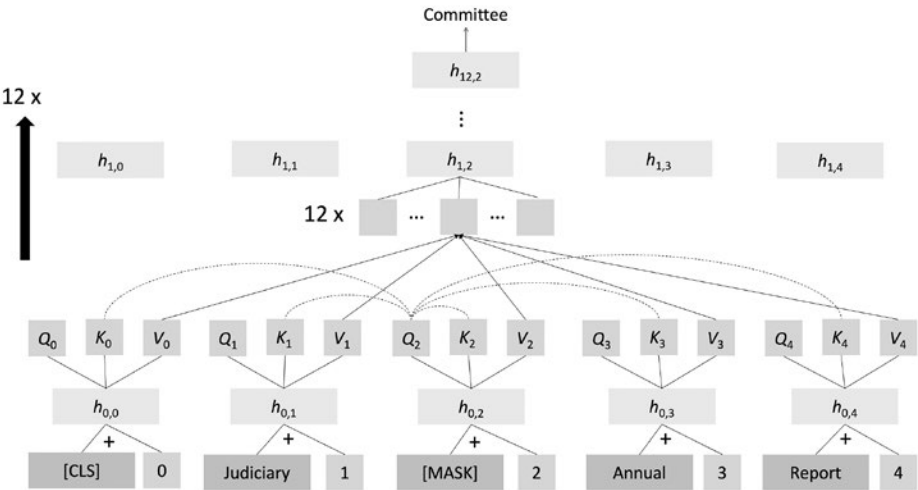 Committee
h12,2
12 x
⋮
h1,0 h1,1 h1,2 h1,3 h1,4
12 x ... ...
Q0 K0 V0 Q1 K1 V1 Q2 K2 V2 Q3 K3 V3 Q4 K4 V4
h0,0 h0,1 h0,2 h0,3 h0,4
+ + + + +
[CLS] 0 Judiciary 1 [MASK] 2 Annual 3 Report 4